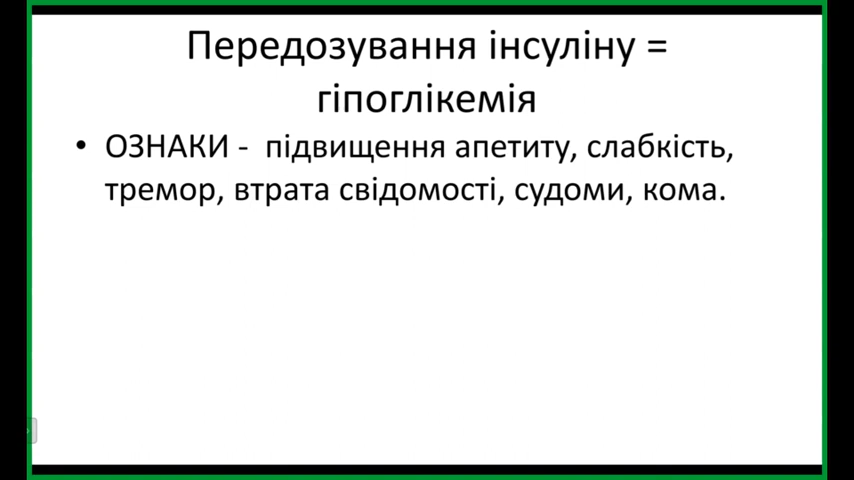 Передозування інсуліну =
гіпоглікемія
• ОЗНАКИ -  підвищення апетиту, слабкість,
тремор, втрата свідомості, судоми, кома.